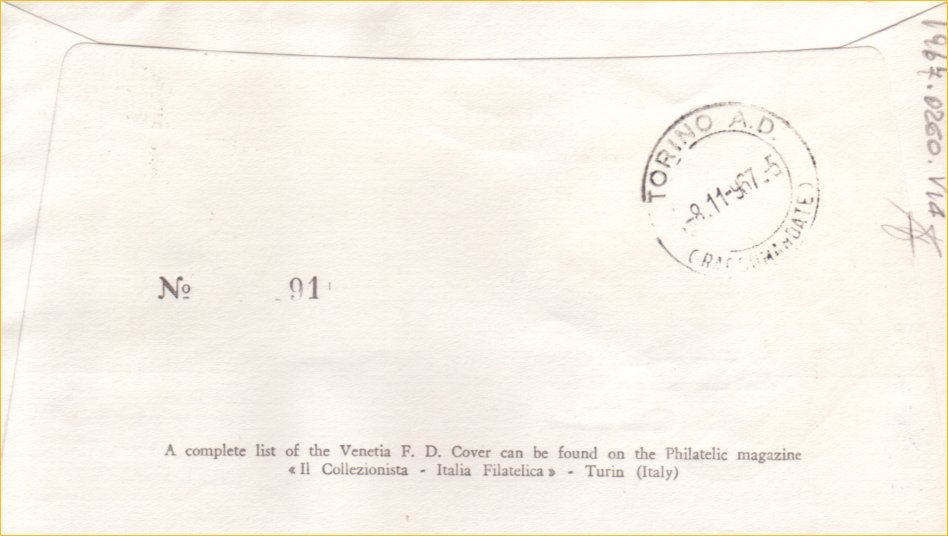 TORINO A.D.
-8.11-967.-5
(RACCOMANDATE)
1967.0260.V14
№ 91
A complete list of the Venetia F. D. Cover can be found on the Philatelic magazine
« Il Collezionista - Italia Filatelica » - Turin (Italy)